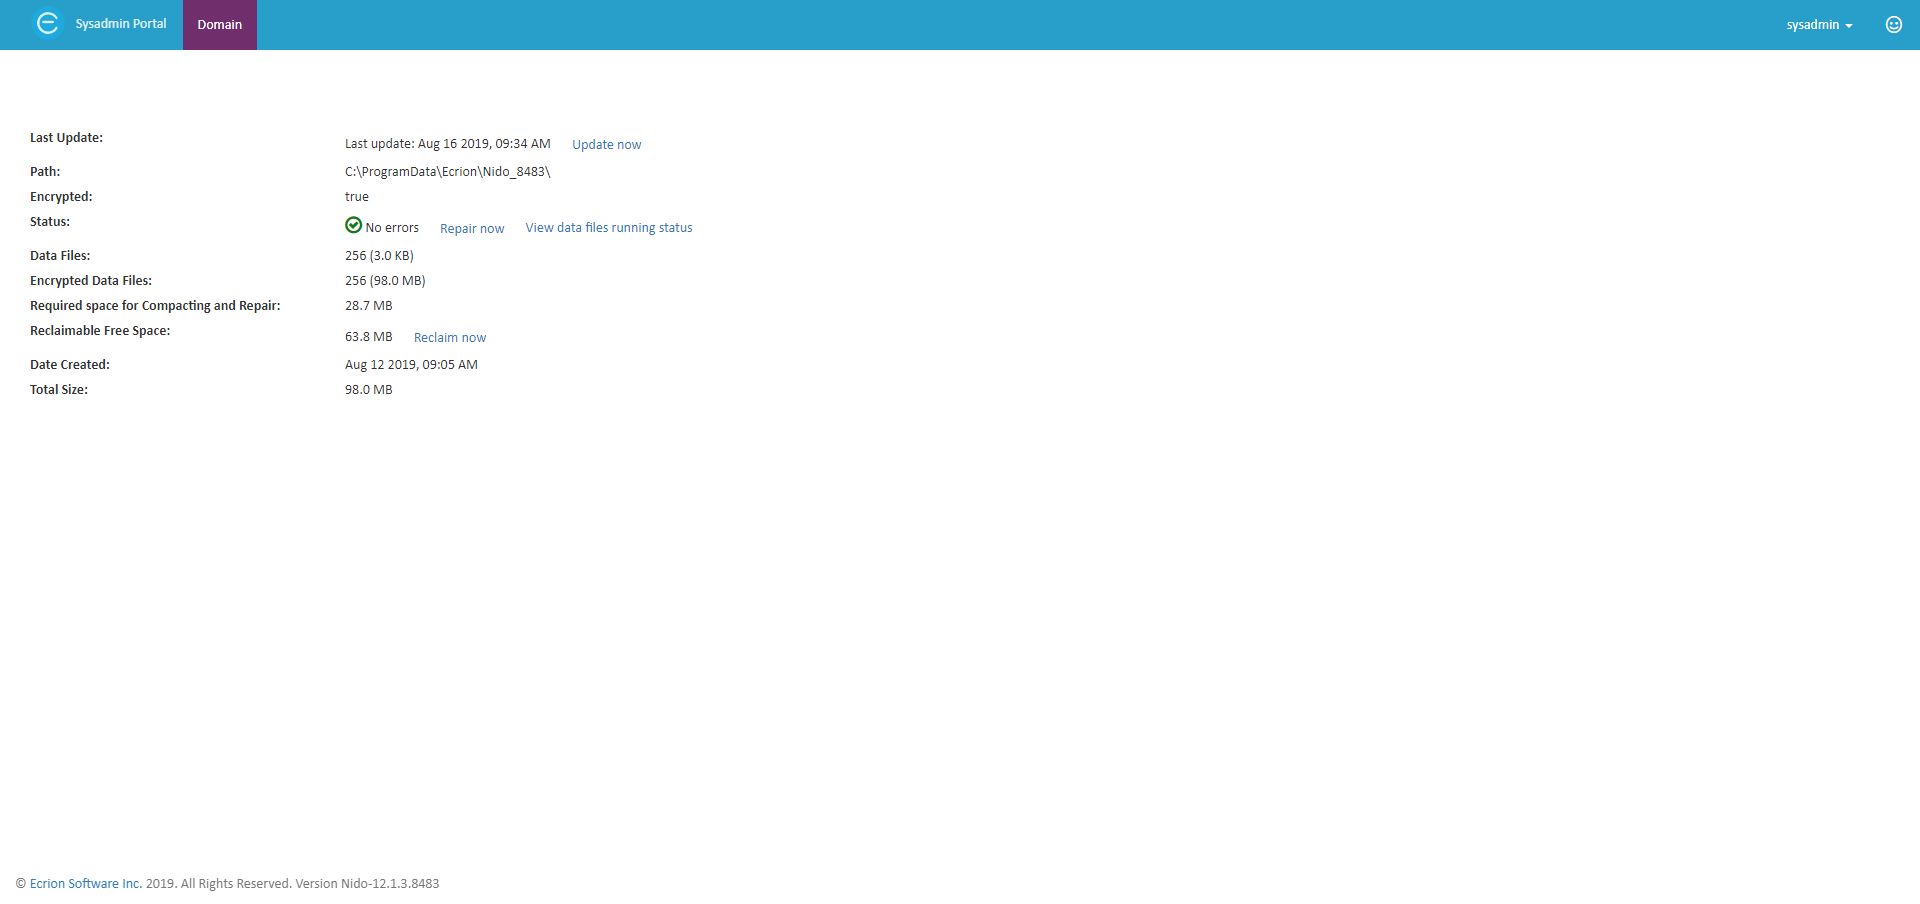 Sysadmin Portal Domain sysadmin
Last Update: Last update: Aug 16 2019, 09:34 AM Update now
Path: C:\ProgramData\Ecrion\Nido_8483\
Encrypted: true
Status: No errors Repair now View data files running status
Data Files: 256 (3.0 KB)
Encrypted Data Files: 256 (98.0 MB)
Required space for Compacting and Repair: 28.7 MB
Reclaimable Free Space: 63.8 MB Reclaim now
Date Created: Aug 12 2019, 09:05 AM
Total Size: 98.0 MB
© Ecrion Software Inc. 2019. All Rights Reserved. Version Nido-12.1.3.8483